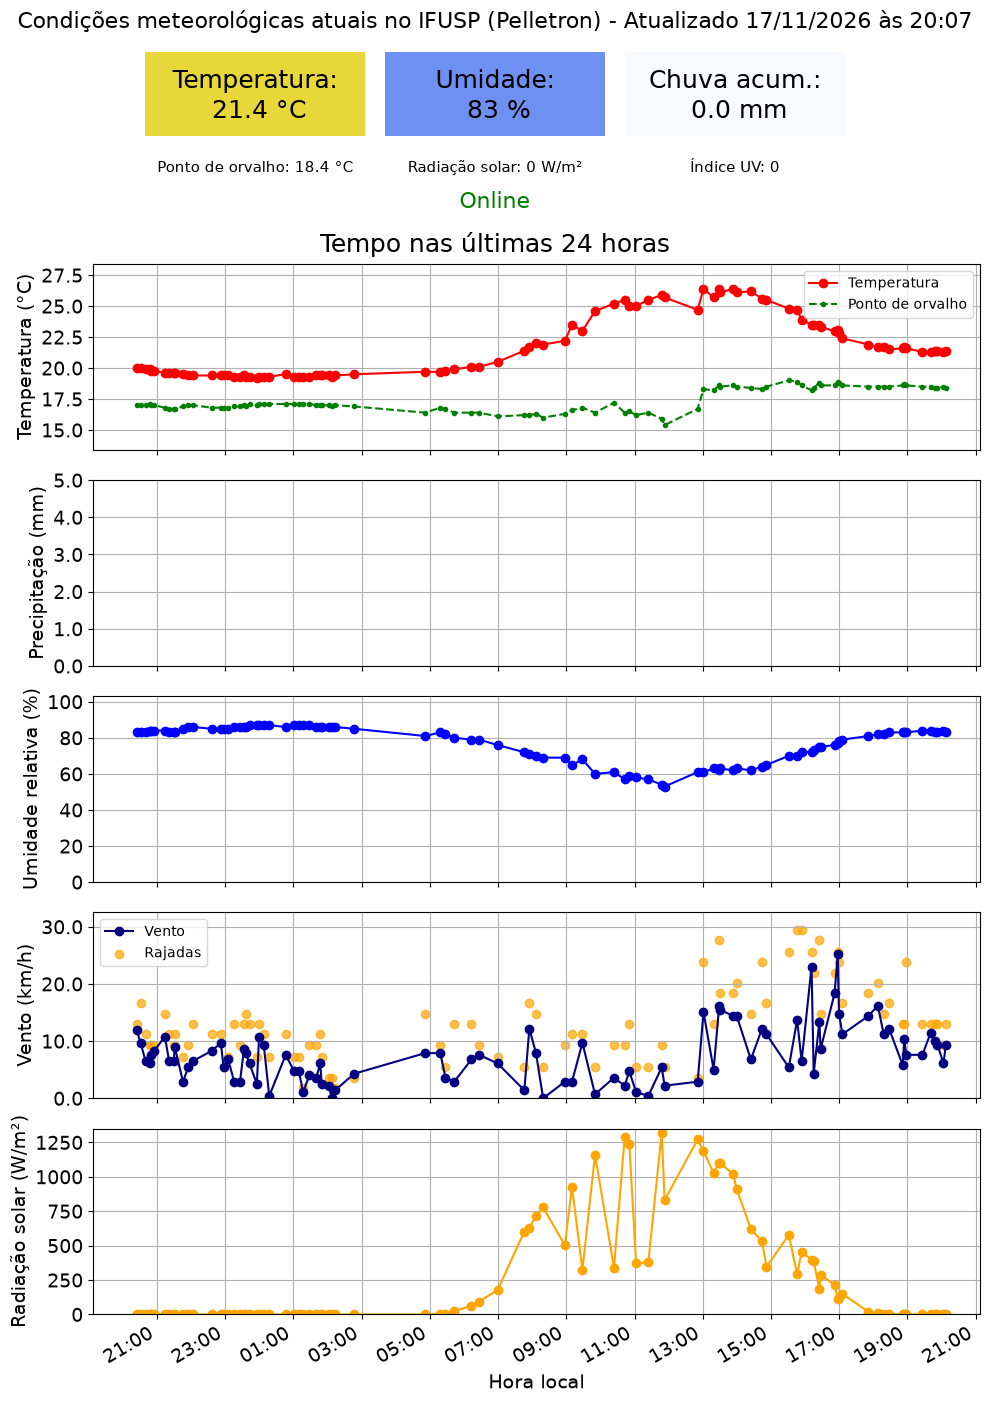 Condições meteorológicas atuais no IFUSP (Pelletron) - Atualizado 17/11/2026 às 20:07
Temperatura:
21.4 °C
Umidade:
83 %
Chuva acum.:
0.0 mm
Ponto de orvalho: 18.4 °C
Radiação solar: 0 W/m²
Índice UV: 0
Online
Tempo nas últimas 24 horas
Temperatura (°C)
27.5
25.0
22.5
20.0
17.5
15.0
Temperatura
Ponto de orvalho
Precipitação (mm)
5.0
4.0
3.0
2.0
1.0
0.0
Umidade relativa (%)
100
80
60
40
20
0
Vento (km/h)
30.0
20.0
10.0
0.0
Vento
Rajadas
Radiação solar (W/m²)
1250
1000
750
500
250
0
21:00
23:00
01:00
03:00
05:00
07:00
09:00
11:00
13:00
15:00
17:00
19:00
21:00
Hora local